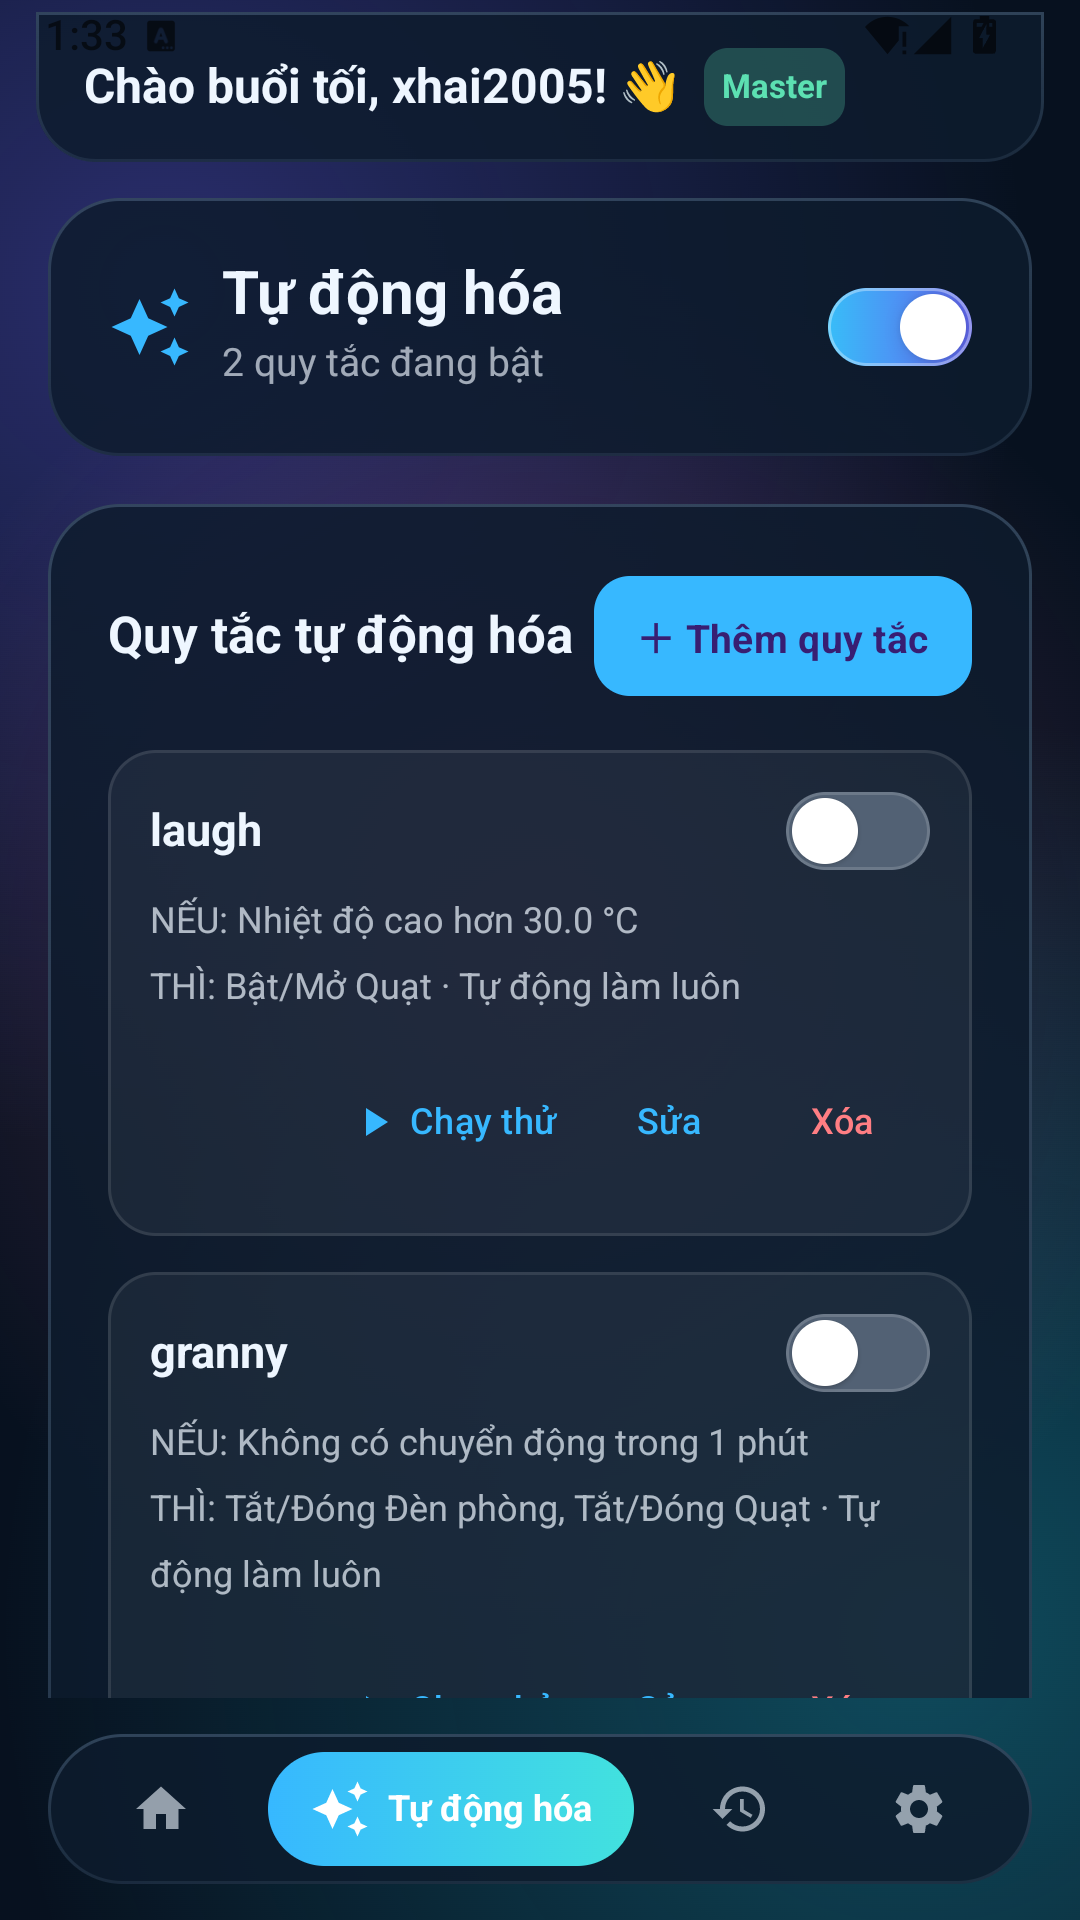 1:33
Chào buổi tối, xhai2005! 👋 Master
Tự động hóa
2 quy tắc đang bật
Quy tắc tự động hóa
+ Thêm quy tắc
laugh
NẾU: Nhiệt độ cao hơn 30.0 °C
THÌ: Bật/Mở Quạt · Tự động làm luôn
Chạy thử Sửa Xóa
granny
NẾU: Không có chuyển động trong 1 phút
THÌ: Tắt/Đóng Đèn phòng, Tắt/Đóng Quạt · Tự
động làm luôn
Tự động hóa